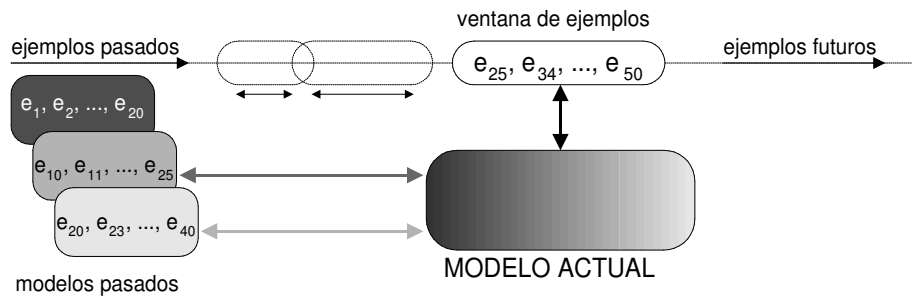 ventana de ejemplos
ejemplos pasados
ejemplos futuros
e25, e34, ..., e50
e1, e2, ..., e20
e10, e11, ..., e25
e20, e23, ..., e40
MODELO ACTUAL
modelos pasados